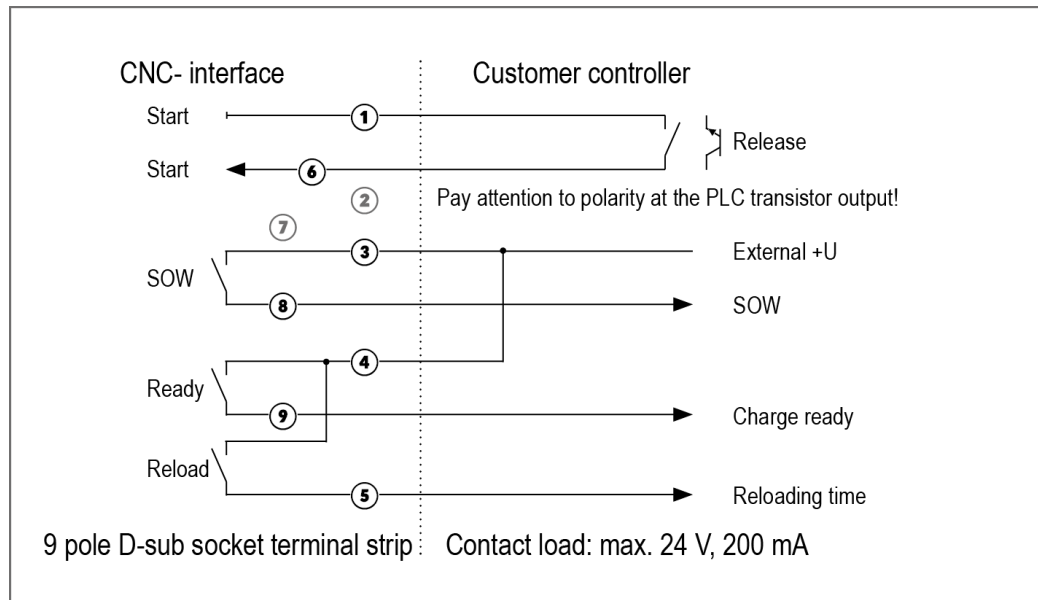 CNC- interface
Customer controller
Start
1
Release
Start
6
2
Pay attention to polarity at the PLC transistor output!
7
3
External +U
SOW
8
SOW
4
Ready
9
Charge ready
Reload
5
Reloading time
9 pole D-sub socket terminal strip
Contact load: max. 24 V, 200 mA